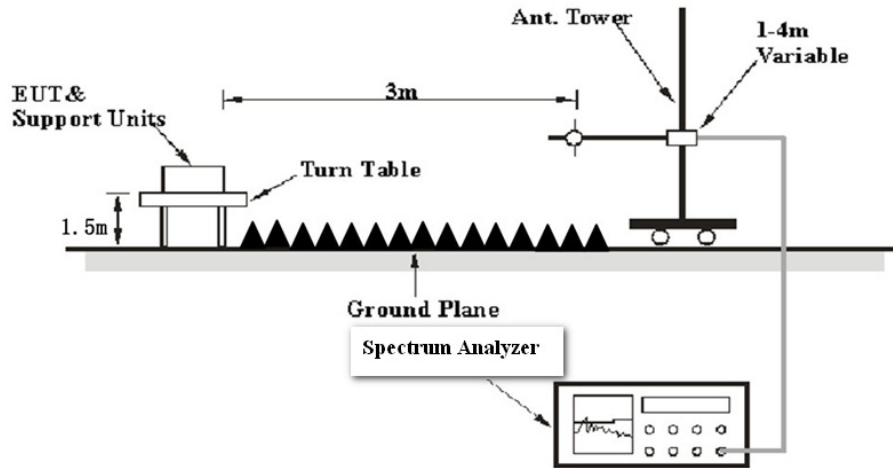 Ant. Tower
1-4m
Variable
3m
EUT&
Support Units
Turn Table
1.5m
Ground Plane
Spectrum Analyzer